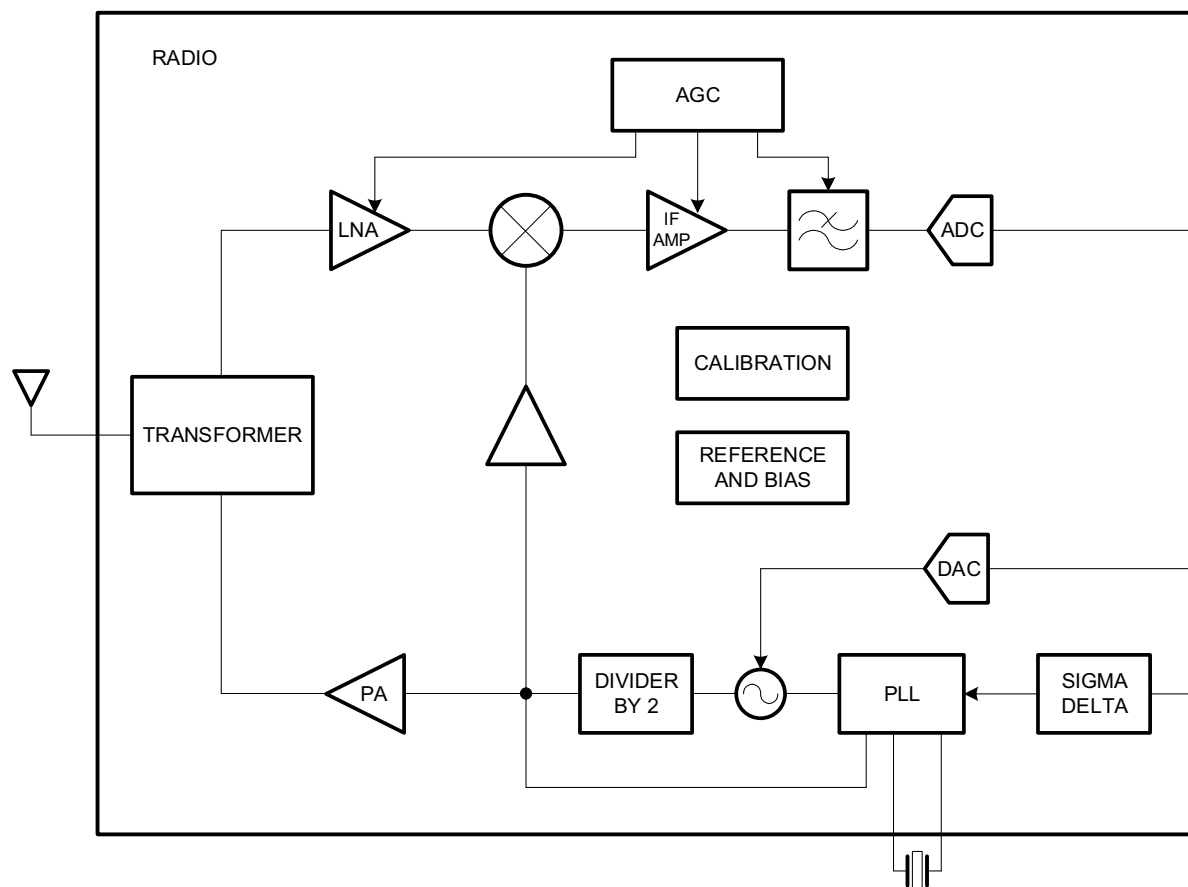 RADIO
AGC
LNA
IF
AMP
ADC
CALIBRATION
TRANSFORMER
REFERENCE
AND BIAS
DAC
PA
DIVIDER
BY 2
PLL
SIGMA
DELTA